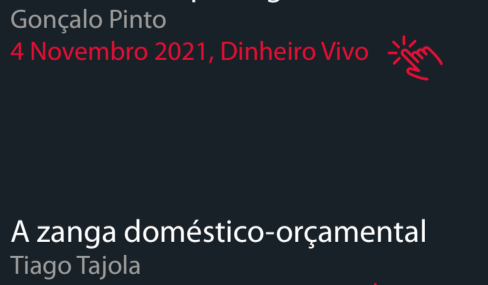 Gonçalo Pinto
4 Novembro 2021, Dinheiro Vivo
A zanga doméstico-orçamental
Tiago Tajola